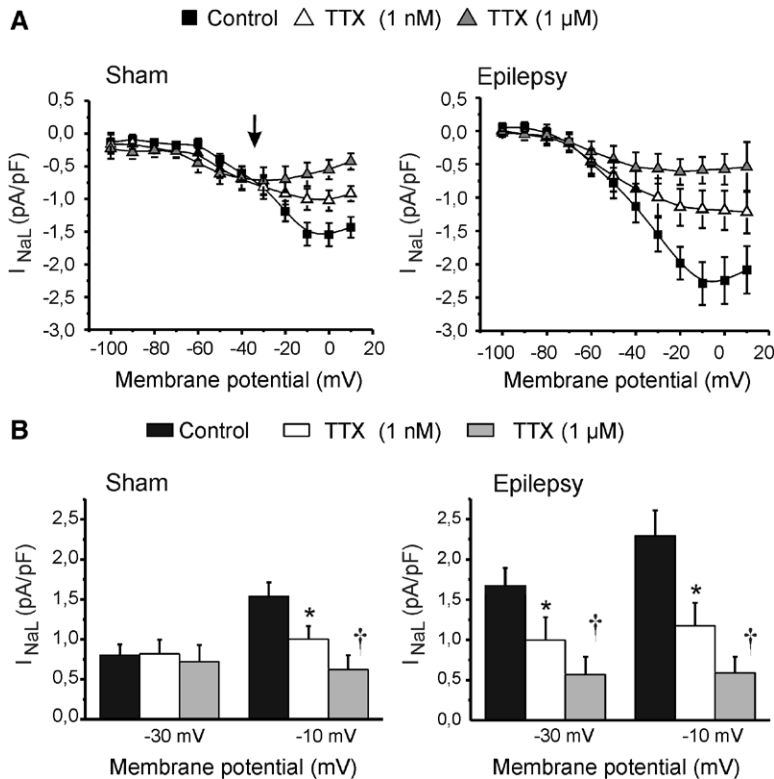 A
Control TTX (1 nM) TTX (1 µM)
Sham
Epilepsy
I NaL (pA/pF)
0,5
0,0
-0,5
-1,0
-1,5
-2,0
-2,5
-3,0
-100 -80 -60 -40 -20 0 20
Membrane potential (mV)
I NaL (pA/pF)
0,5
0,0
-0,5
-1,0
-1,5
-2,0
-2,5
-3,0
-100 -80 -60 -40 -20 0 20
Membrane potential (mV)
B
Control TTX (1 nM) TTX (1 µM)
Sham
Epilepsy
I NaL (pA/pF)
2,5
2,0
1,5
1,0
0,5
0,0
* †
-30 mV -10 mV
Membrane potential (mV)
I NaL (pA/pF)
2,5
2,0
1,5
1,0
0,5
0,0
* † * †
-30 mV -10 mV
Membrane potential (mV)